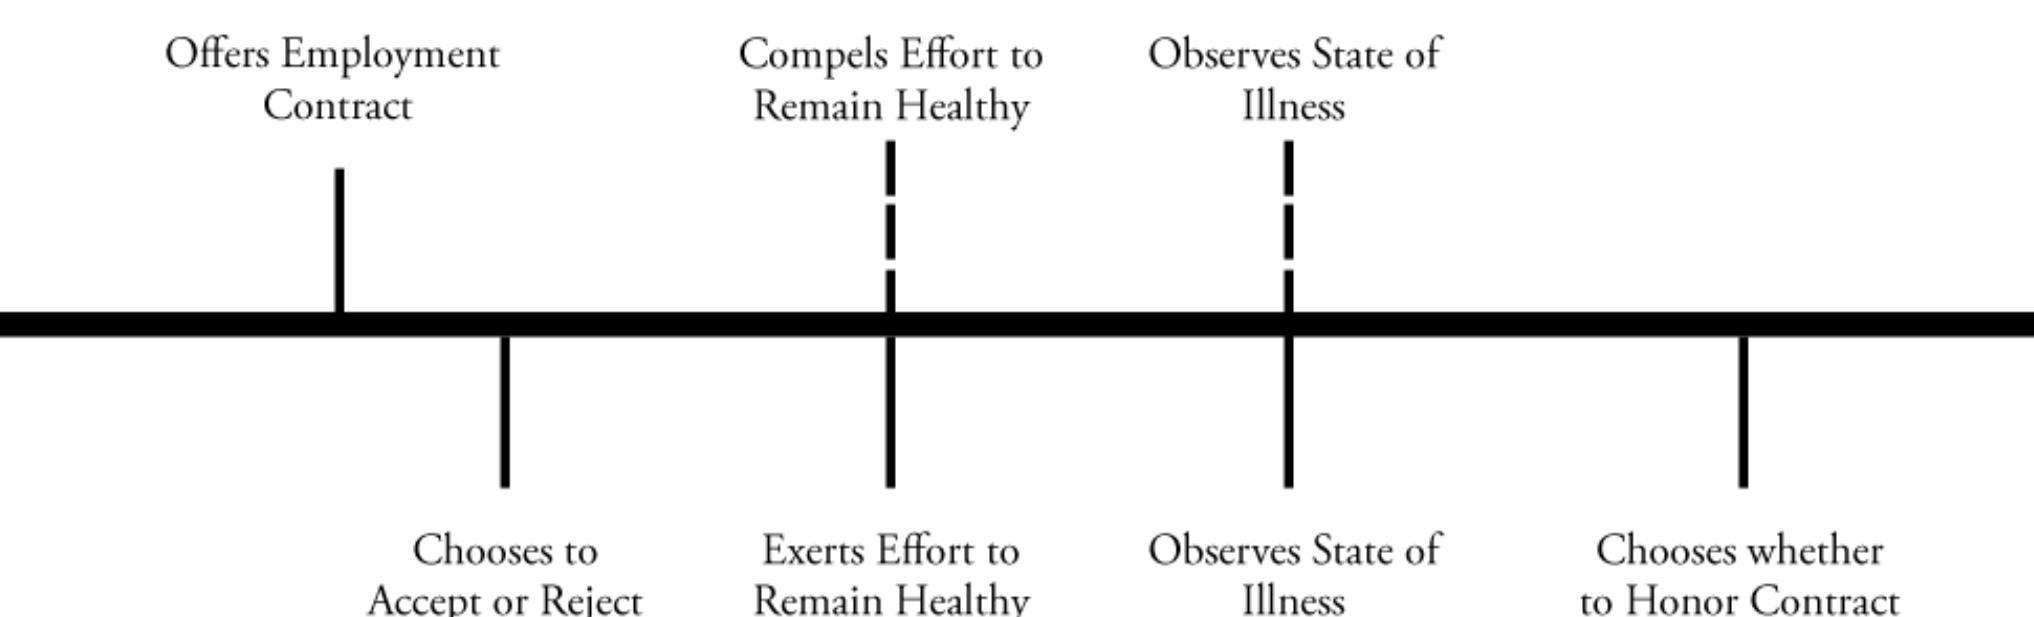 Offers Employment
Contract
Compels Effort to
Remain Healthy
Observes State of
Illness
Chooses to
Accept or Reject
Exerts Effort to
Remain Healthy
Observes State of
Illness
Chooses whether
to Honor Contract